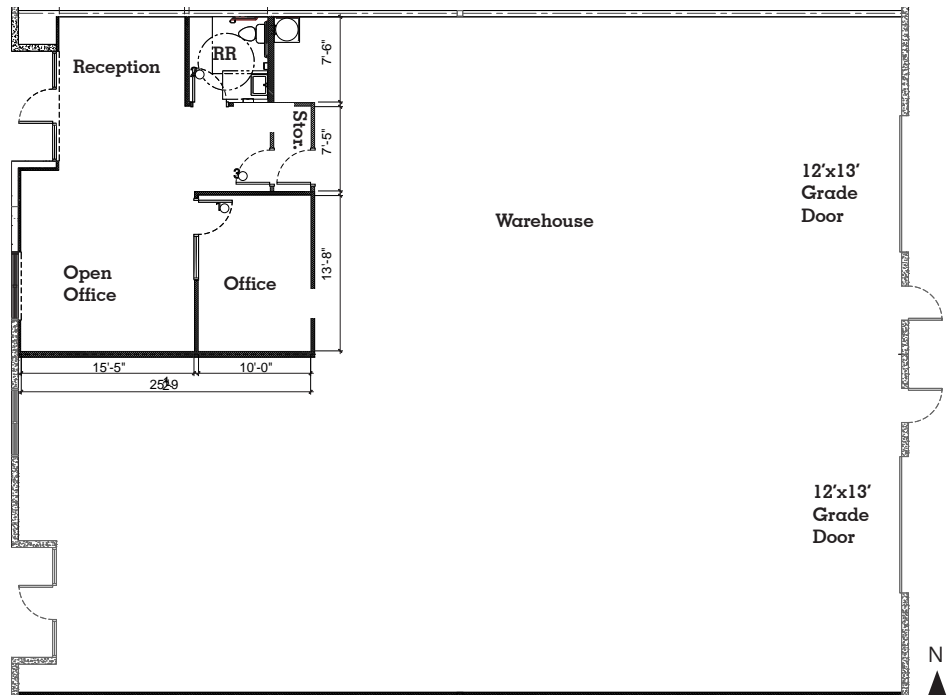 Reception
RR
7'-6"
Stor.
7'-5"
3
12'x13'
Grade
Door
Warehouse
1
Open
Office
Office
13'-8"
15'-5"
10'-0"
12'x13'
Grade
Door
N